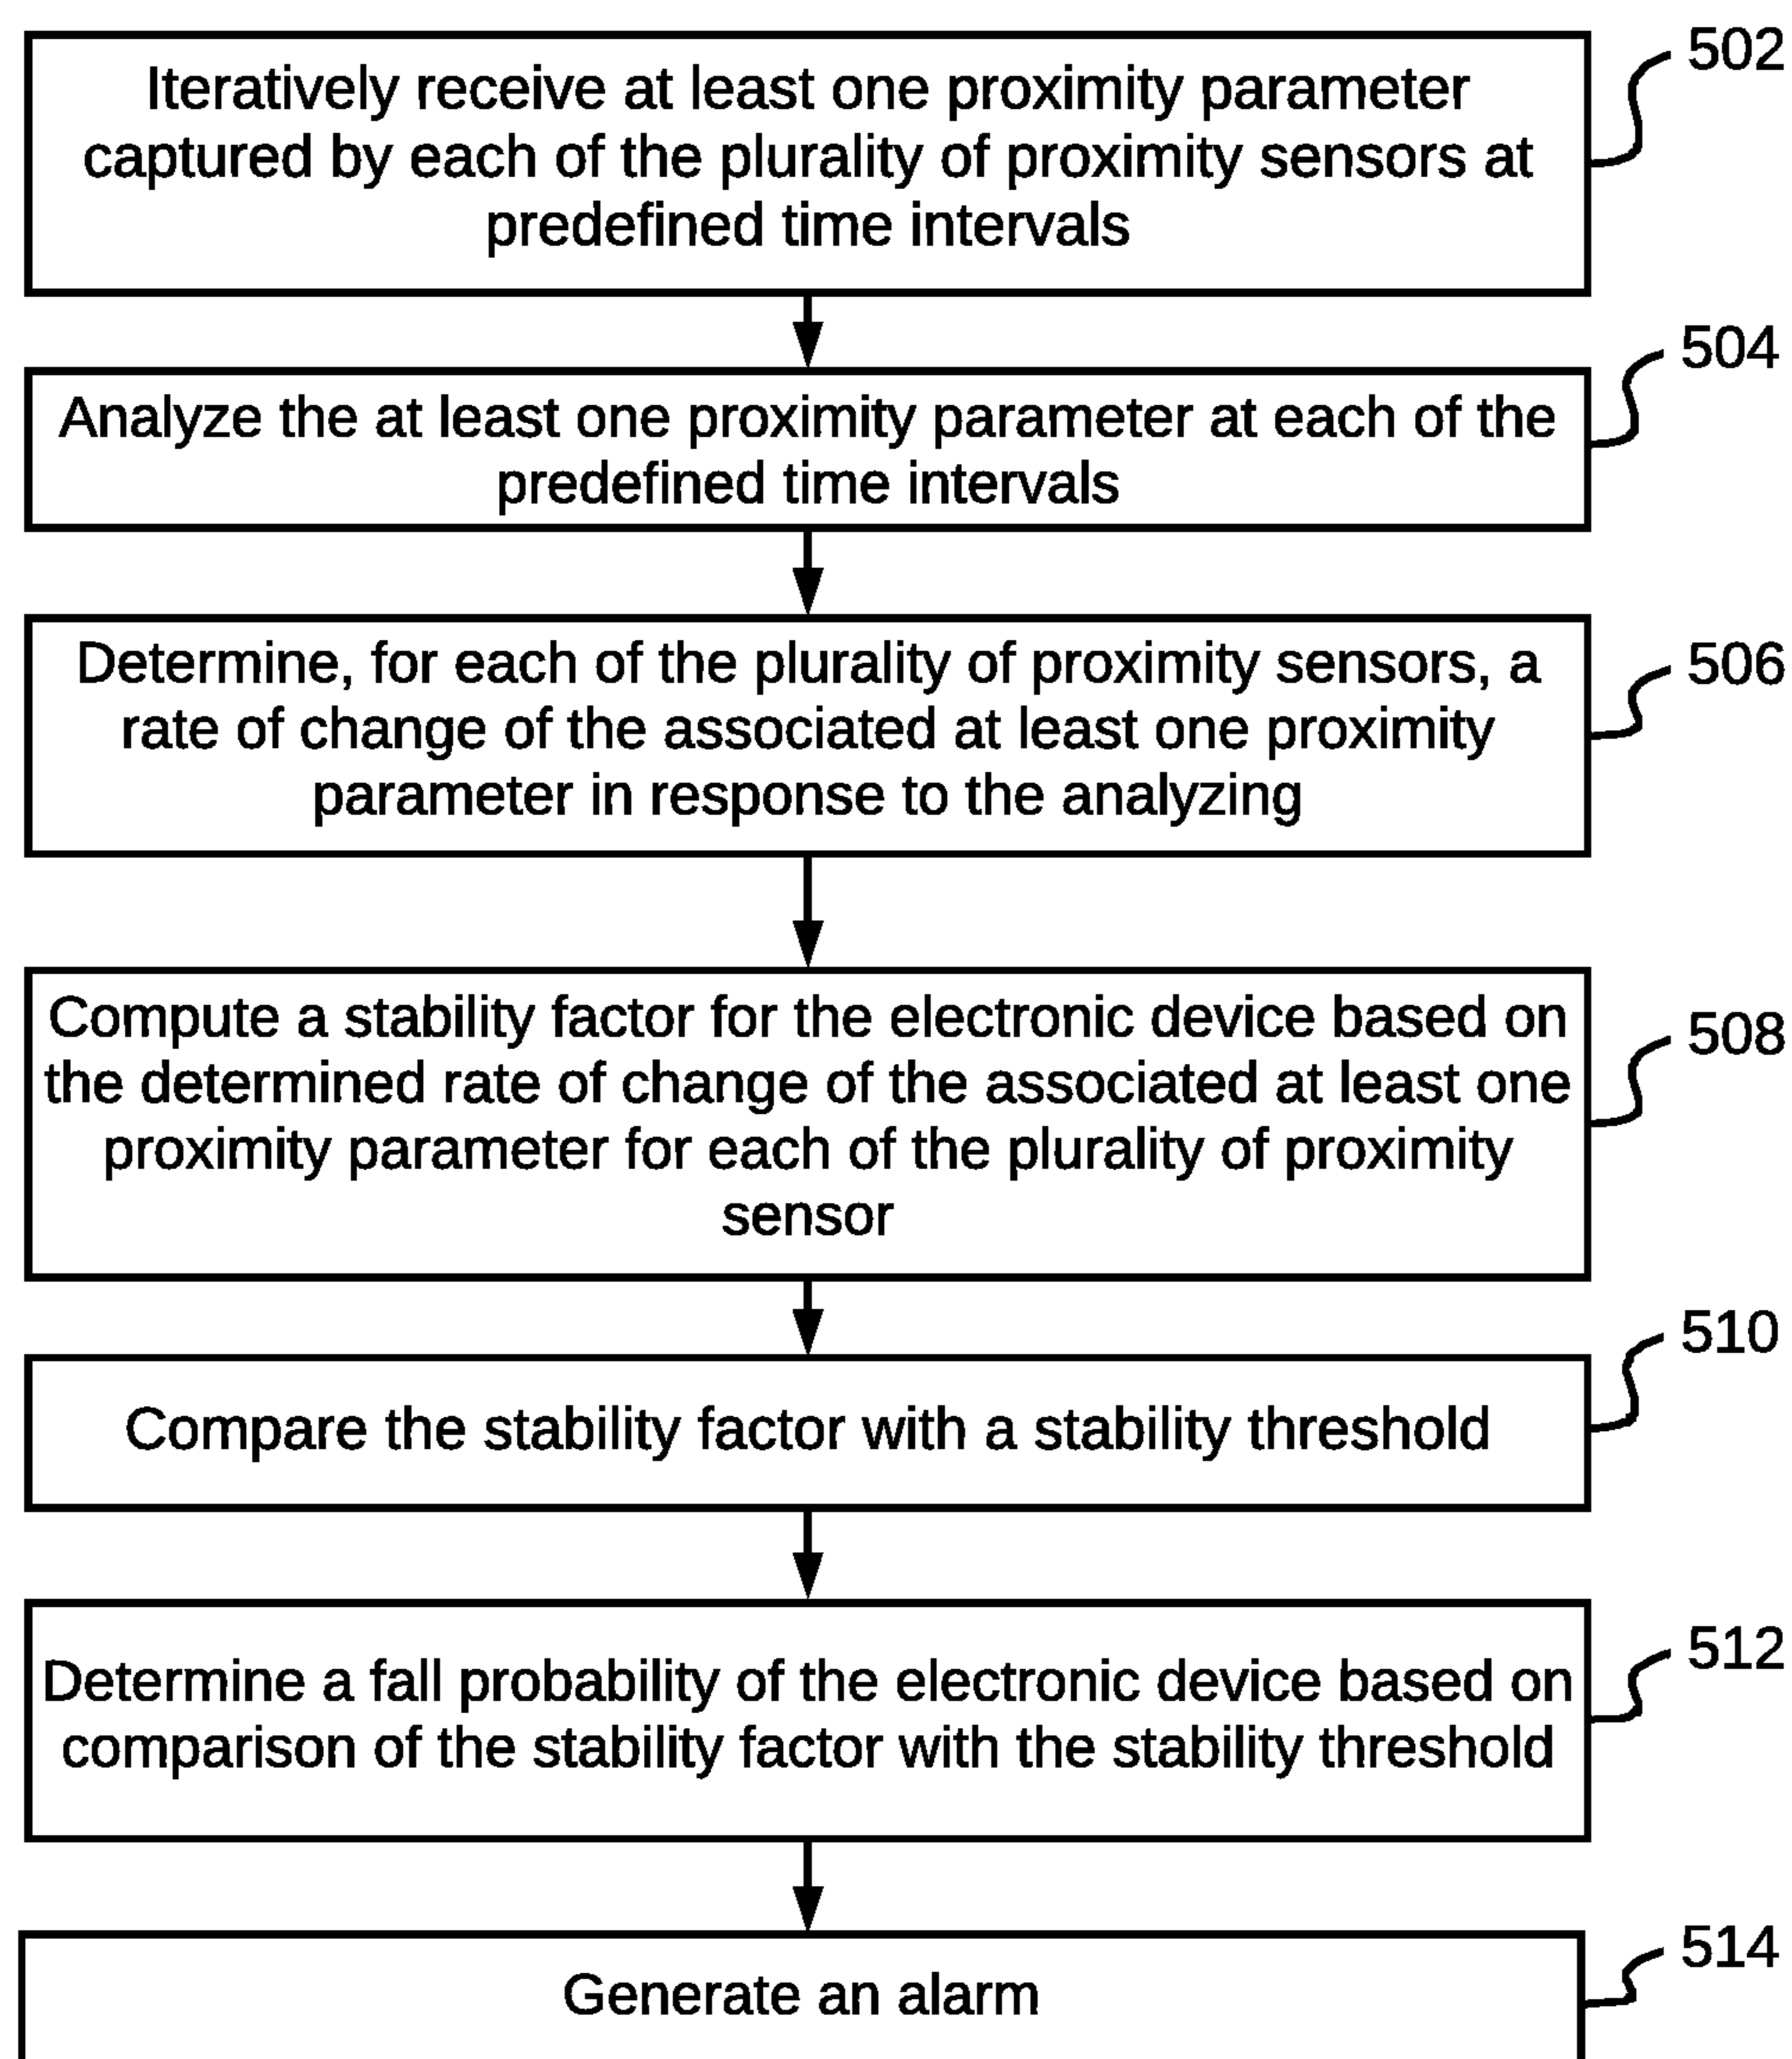 Iteratively receive at least one proximity parameter
captured by each of the plurality of proximity sensors at
predefined time intervals
502
Analyze the at least one proximity parameter at each of the
predefined time intervals
504
Determine, for each of the plurality of proximity sensors, a
rate of change of the associated at least one proximity
parameter in response to the analyzing
506
Compute a stability factor for the electronic device based on
the determined rate of change of the associated at least one
proximity parameter for each of the plurality of proximity
sensor
508
Compare the stability factor with a stability threshold
510
Determine a fall probability of the electronic device based on
comparison of the stability factor with the stability threshold
512
Generate an alarm
514